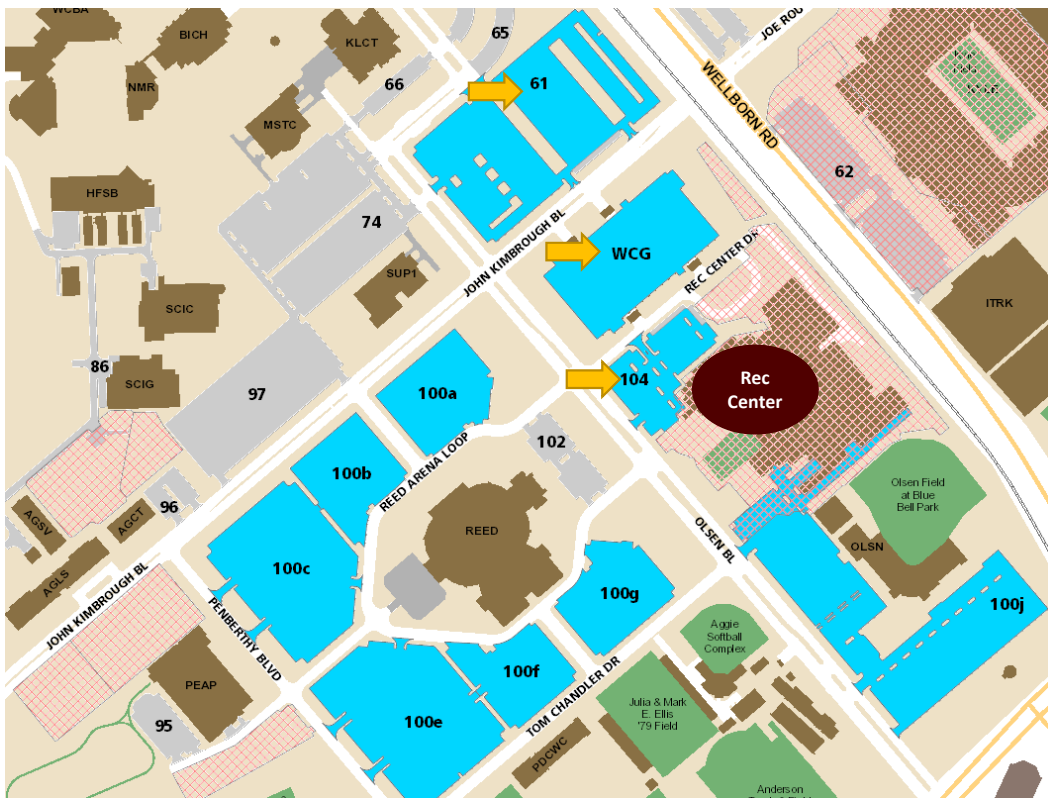 WCBA
BICH
KLCT
65
JOE ROU
NMR
66
61
WELLBORN RD
MSTC
62
HFSB
74
JOHN KIMBROUGH BL
WCG
REC CENTER DR
SUP1
ITRK
SCIC
86
SCIG
97
100a
104
Rec
Center
REED ARENA LOOP
102
100b
96
AGSV
AGCT
REED
Olsen Field
at Blue
Bell Park
OLSEN BL
OLSN
AGLS
100c
100g
100j
JOHN KIMBROUGH BL
PENBERTHY BLVD
Aggie
Softball
Complex
PEAP
100f
TOM CHANDLER DR
Julia & Mark
E. Ellis
'79 Field
95
100e
PDCWC
Anderson